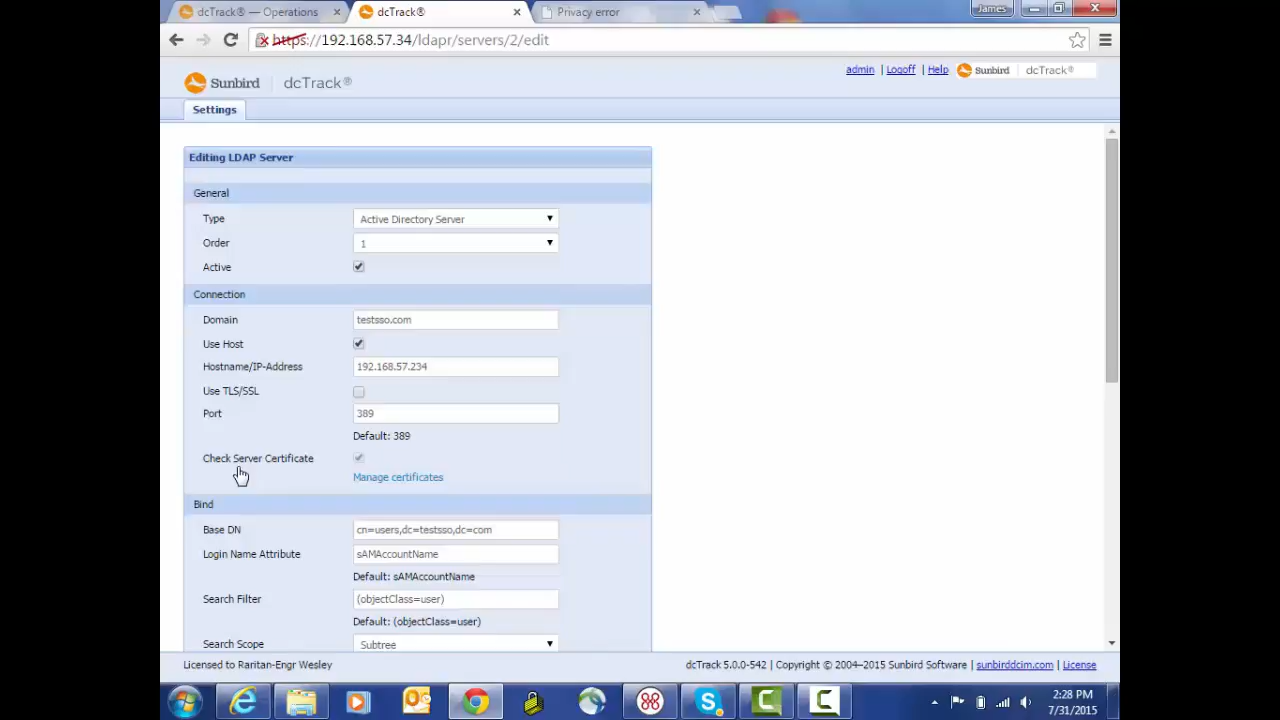 dcTrack® — Operations
dcTrack®
Privacy error
James
https://192.168.57.34/ldapr/servers/2/edit
Sunbird
dcTrack®
admin | Logoff | Help
Sunbird
dcTrack®
Settings
Editing LDAP Server
General
Type
Active Directory Server
Order
1
Active
Connection
Domain
testsso.com
Use Host
Hostname/IP-Address
192.168.57.234
Use TLS/SSL
Port
389
Default: 389
Check Server Certificate
Manage certificates
Bind
Base DN
cn=users,dc=testsso,dc=com
Login Name Attribute
sAMAccountName
Default: sAMAccountName
Search Filter
(objectClass=user)
Default: (objectClass=user)
Search Scope
Subtree
Licensed to Raritan-Engr Wesley
dcTrack 5.0.0-542 | Copyright © 2004–2015 Sunbird Software | sunbirddcim.com | License
2:28 PM
7/31/2015